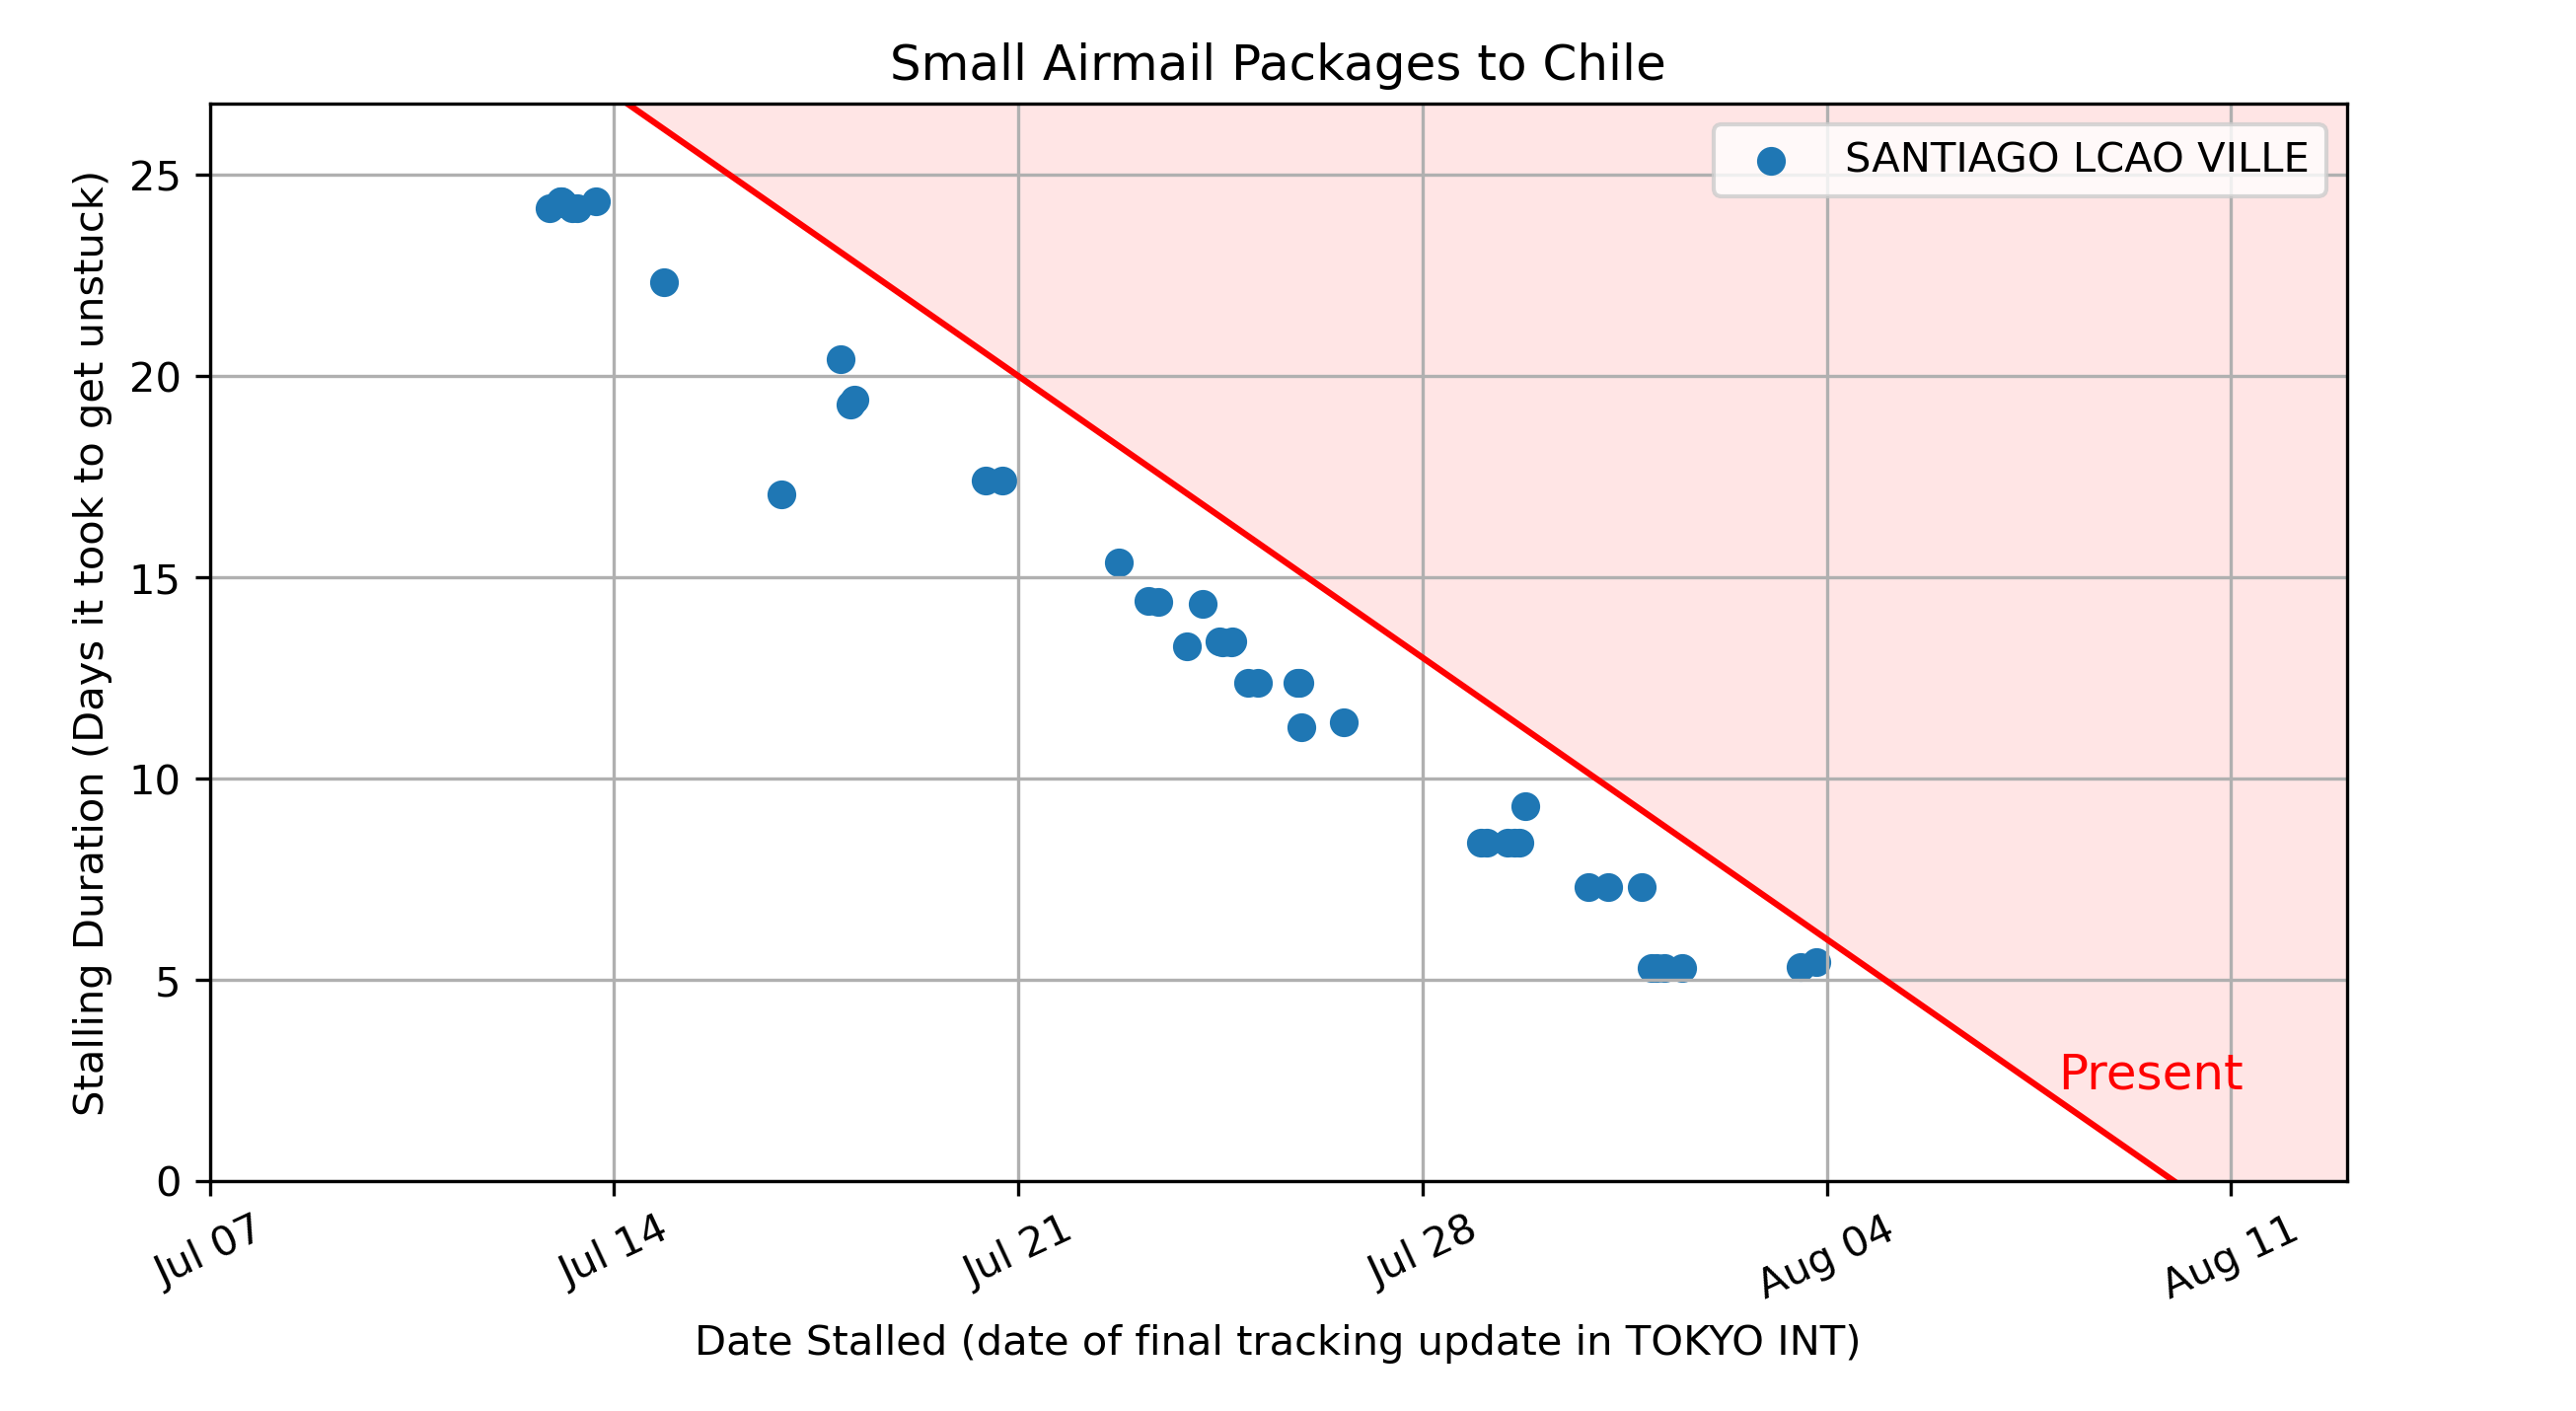 Small Airmail Packages to Chile
SANTIAGO LCAO VILLE
Stalling Duration (Days it took to get unstuck)
25
20
15
10
5
0
Present
Jul 07
Jul 14
Jul 21
Jul 28
Aug 04
Aug 11
Date Stalled (date of final tracking update in TOKYO INT)